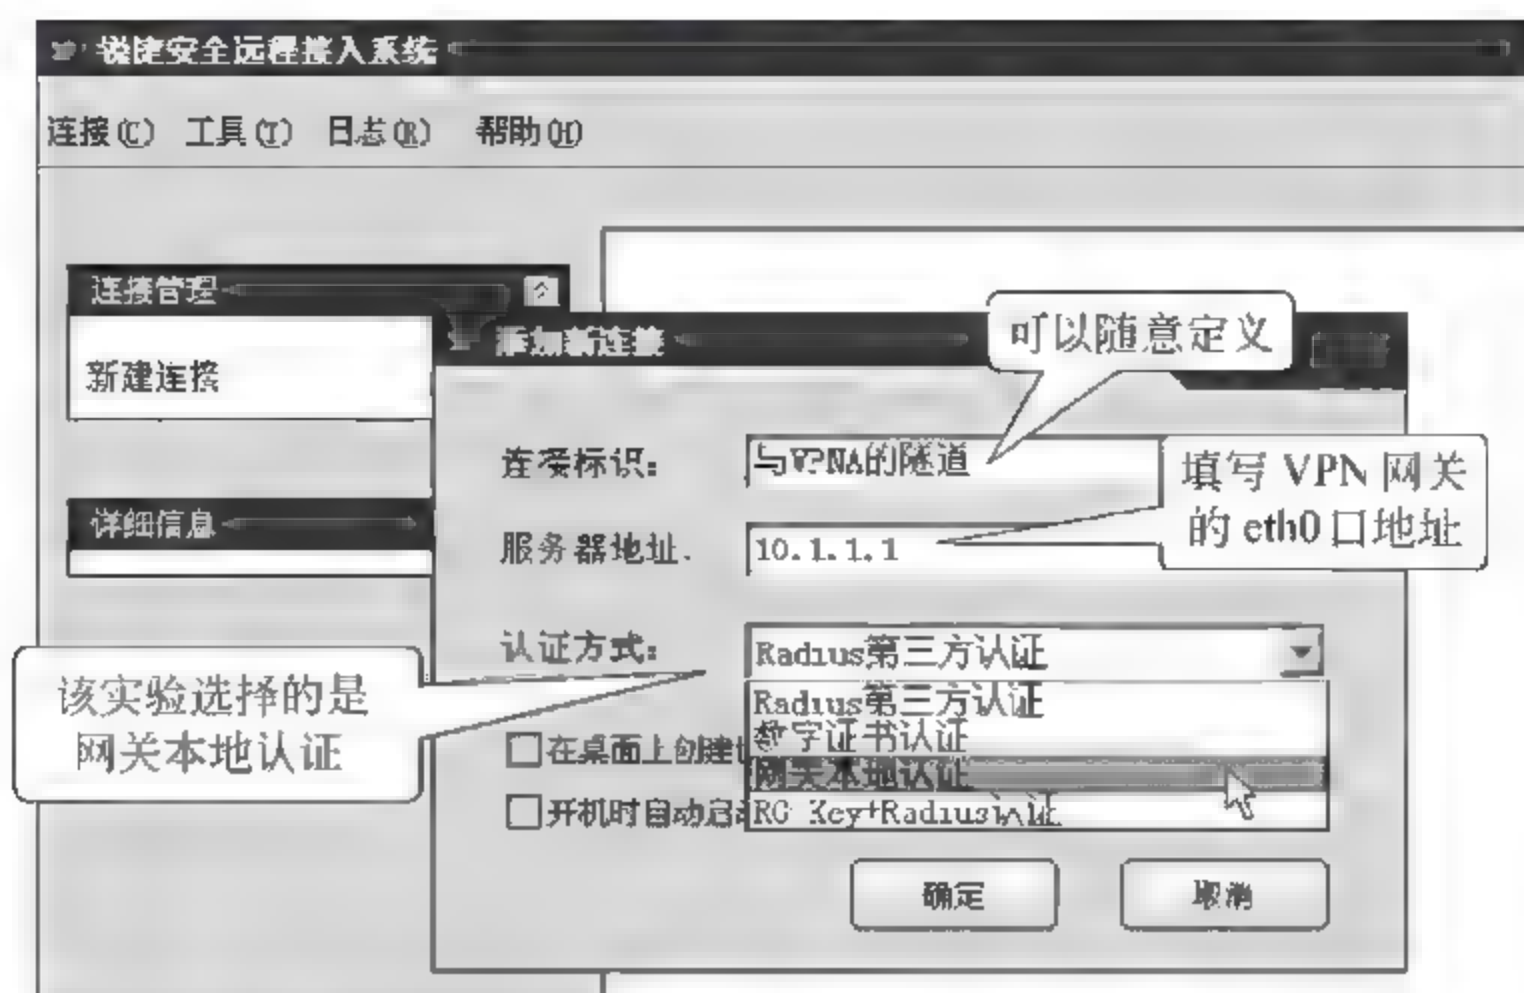 锐捷安全远程接入系统
连接(C) 工具(T) 日志(R) 帮助(H)
连接管理
新建连接
添加新连接
可以随意定义
连接标识:
与VPNA的隧道
填写 VPN 网关
的 eth0 口地址
详细信息
服务器地址:
10.1.1.1
认证方式:
Radius第三方认证
Radius第三方认证
数字证书认证
网关本地认证
RG Key+Radius认证
该实验选择的是
网关本地认证
在桌面上创建
开机时自动启
确定
取消